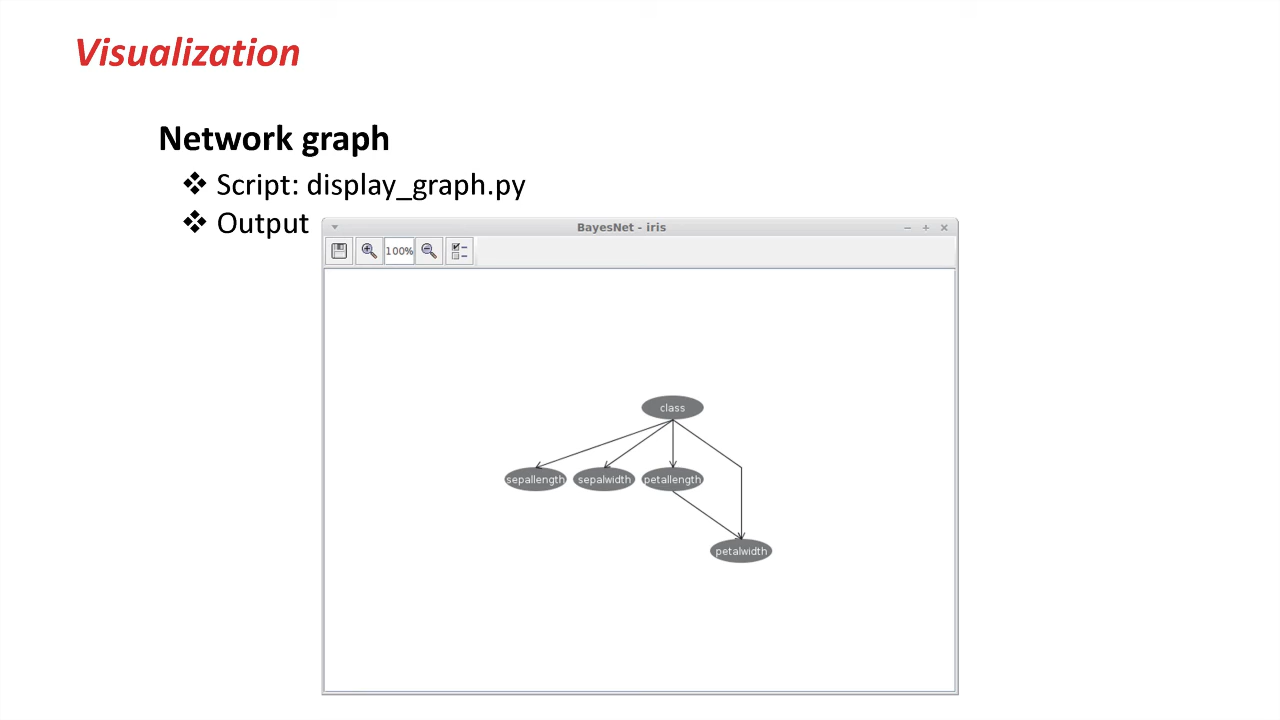 Visualization
Network graph
❖ Script: display_graph.py
❖ Output
BayesNet - iris
100%
class
sepallength sepalwidth petallength
petalwidth